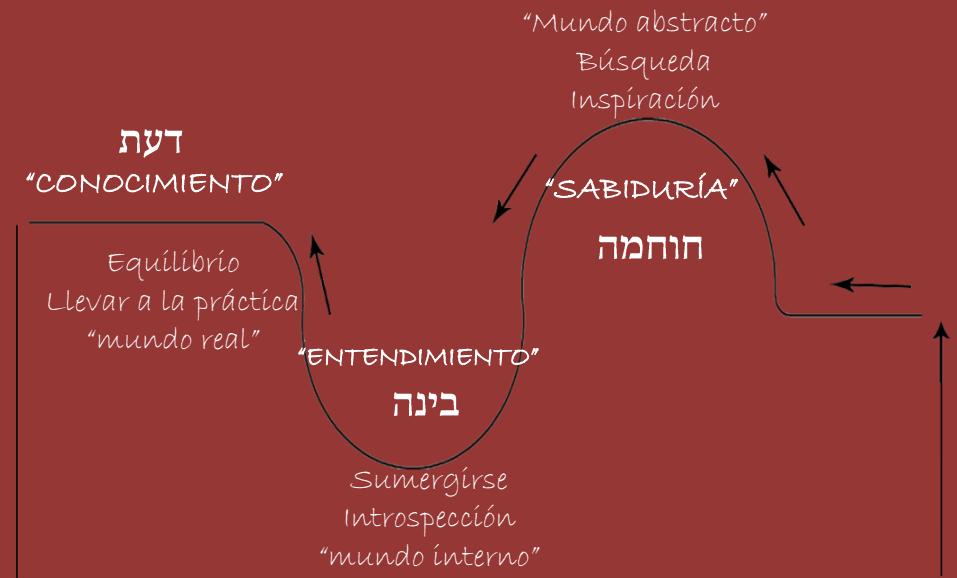 “Mundo abstracto”
Búsqueda
Inspiración
“SABIDURÍA”
חוחמה
“ENTENDIMIENTO”
בינה
Sumergirse
Introspección
“mundo interno”
דעת
“CONOCIMIENTO”
Equilibrio
Llevar a la práctica
“mundo real”